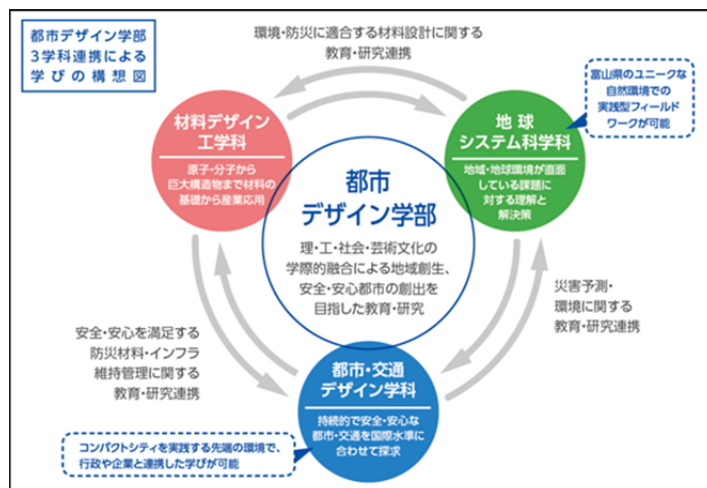 都市デザイン学部
3学科連携による
学びの構想図
環境・防災に適合する材料設計に関する
教育・研究連携
富山県のユニークな
自然環境での
実践型フィールド
ワークが可能
材料デザイン
工学科
原子・分子から
巨大構造物まで材料の
基礎から産業応用
地球
システム科学科
地域・地球環境が直面
している課題に
対する理解と
解決策
都市
デザイン学部
理・工・社会・芸術文化の
学際的融合による地域創生、
安全・安心都市の創出を
目指した教育・研究
災害予測・
環境に関する
教育・研究連携
安全・安心を満足する
防災材料・インフラ
維持管理に関する
教育・研究連携
都市・交通
デザイン学科
持続的で安全・安心な
都市・交通を国際水準に
合わせて探求
コンパクトシティを実践する先端の環境で、
行政や企業と連携した学びが可能